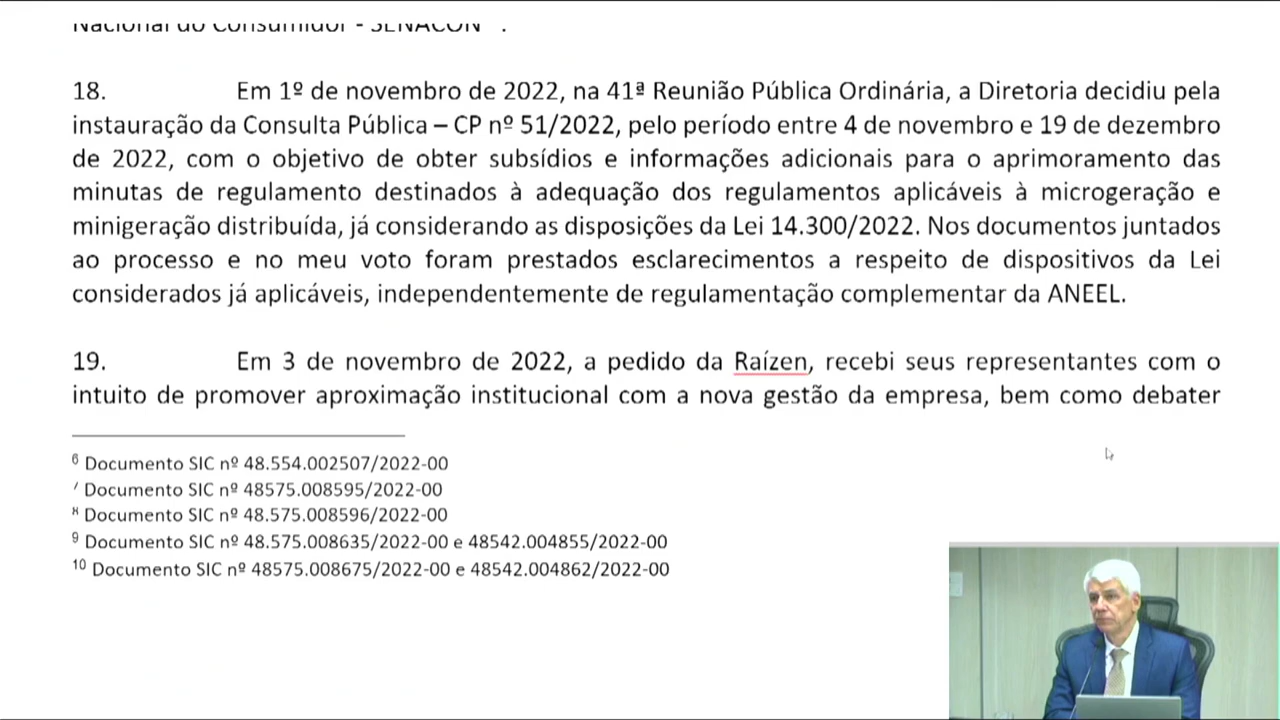 Nacional do Consumidor - SENACON .
18. Em 1º de novembro de 2022, na 41ª Reunião Pública Ordinária, a Diretoria decidiu pela
instauração da Consulta Pública – CP nº 51/2022, pelo período entre 4 de novembro e 19 de dezembro
de 2022, com o objetivo de obter subsídios e informações adicionais para o aprimoramento das
minutas de regulamento destinados à adequação dos regulamentos aplicáveis à microgeração e
minigeração distribuída, já considerando as disposições da Lei 14.300/2022. Nos documentos juntados
ao processo e no meu voto foram prestados esclarecimentos a respeito de dispositivos da Lei
considerados já aplicáveis, independentemente de regulamentação complementar da ANEEL.
19. Em 3 de novembro de 2022, a pedido da Raízen, recebi seus representantes com o
intuito de promover aproximação institucional com a nova gestão da empresa, bem como debater
6 Documento SIC nº 48.554.002507/2022-00
7 Documento SIC nº 48575.008595/2022-00
8 Documento SIC nº 48.575.008596/2022-00
9 Documento SIC nº 48.575.008635/2022-00 e 48542.004855/2022-00
10 Documento SIC nº 48575.008675/2022-00 e 48542.004862/2022-00